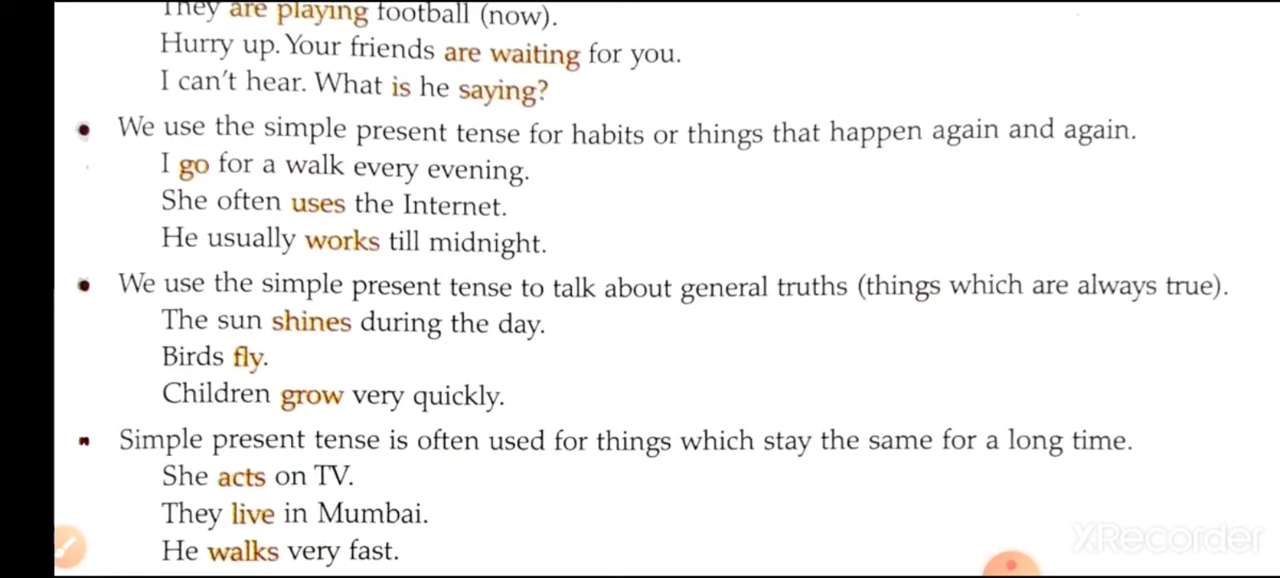 They are playing football (now).
Hurry up. Your friends are waiting for you.
I can't hear. What is he saying?
• We use the simple present tense for habits or things that happen again and again.
I go for a walk every evening.
She often uses the Internet.
He usually works till midnight.
• We use the simple present tense to talk about general truths (things which are always true).
The sun shines during the day.
Birds fly.
Children grow very quickly.
▪ Simple present tense is often used for things which stay the same for a long time.
She acts on TV.
They live in Mumbai.
He walks very fast.
XRecorder